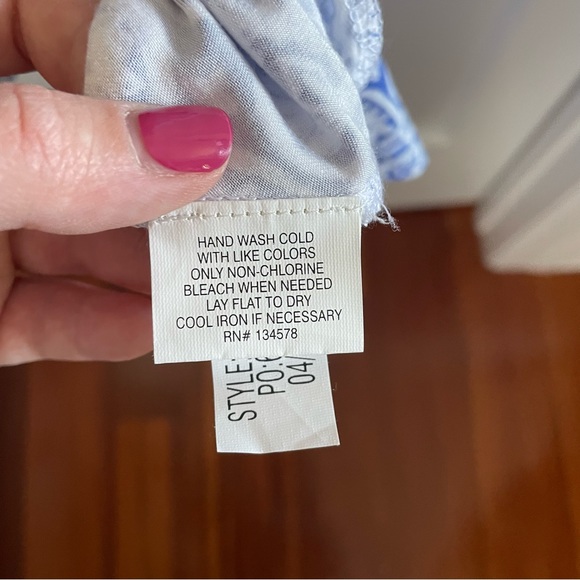 HAND WASH COLD
WITH LIKE COLORS
ONLY NON-CHLORINE
BLEACH WHEN NEEDED
LAY FLAT TO DRY
COOL IRON IF NECESSARY
RN# 134578
STYLE
PO:
04/